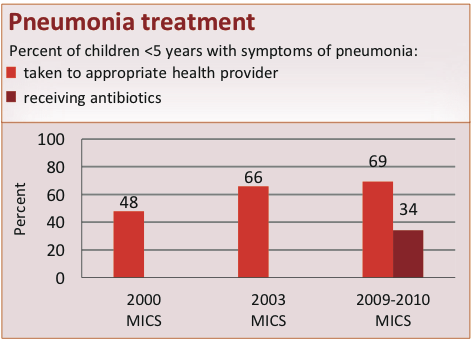 Pneumonia treatment
Percent of children <5 years with symptoms of pneumonia:
taken to appropriate health provider
receiving antibiotics
Percent
100
80
60
40
20
0
48
66
69
34
2000
MICS
2003
MICS
2009-2010
MICS